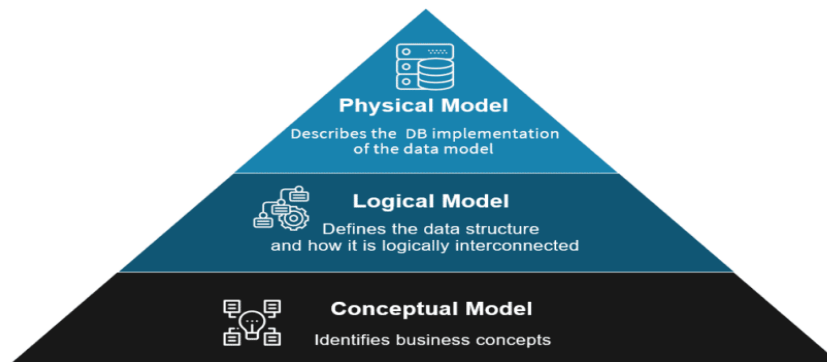 Physical Model
Describes the DB implementation
of the data model
Logical Model
Defines the data structure
and how it is logically interconnected
Conceptual Model
Identifies business concepts